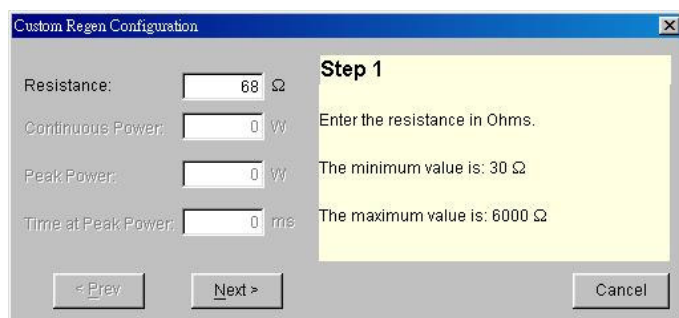 Custom Regen Configuration
Resistance: 68 Ω
Continuous Power: 0 W
Peak Power: 0 W
Time at Peak Power: 0 ms
Step 1
Enter the resistance in Ohms.
The minimum value is: 30 Ω
The maximum value is: 6000 Ω
< Prev
Next >
Cancel